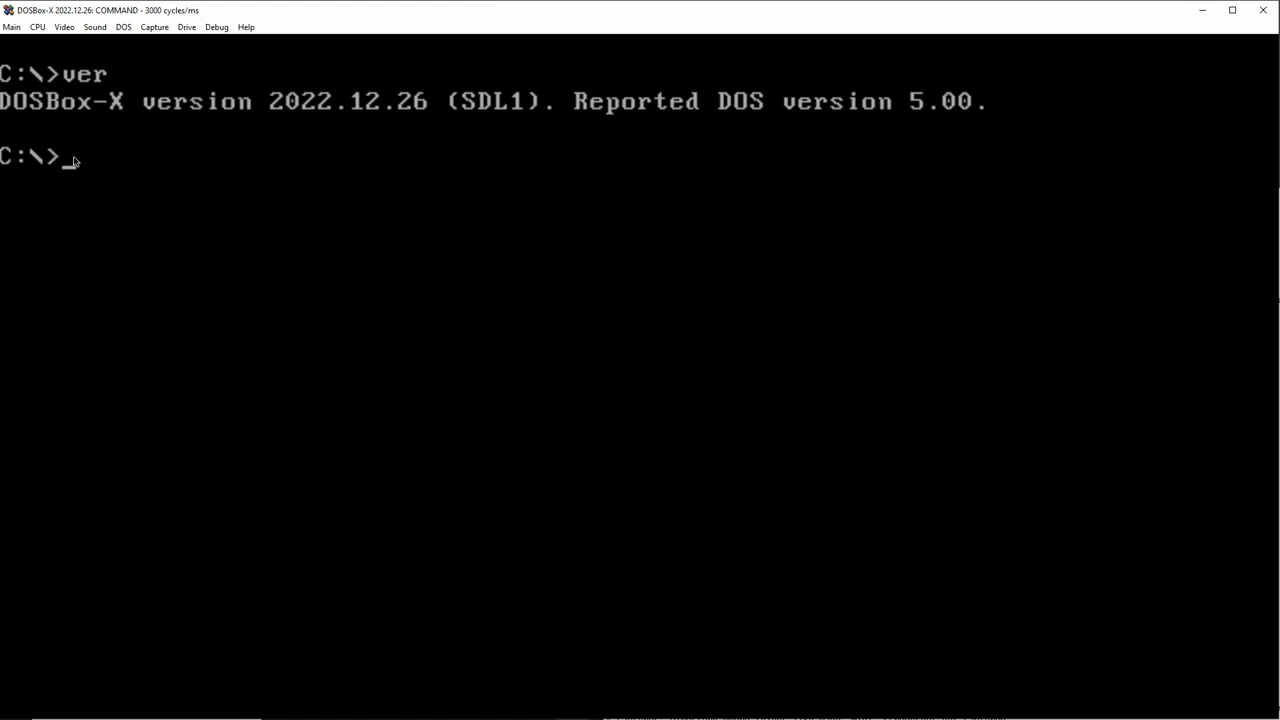 DOSBox-X 2022.12.26: COMMAND - 3000 cycles/ms
Main CPU Video Sound DOS Capture Drive Debug Help
C:\>ver
DOSBox-X version 2022.12.26 (SDL1). Reported DOS version 5.00.
C:\>_